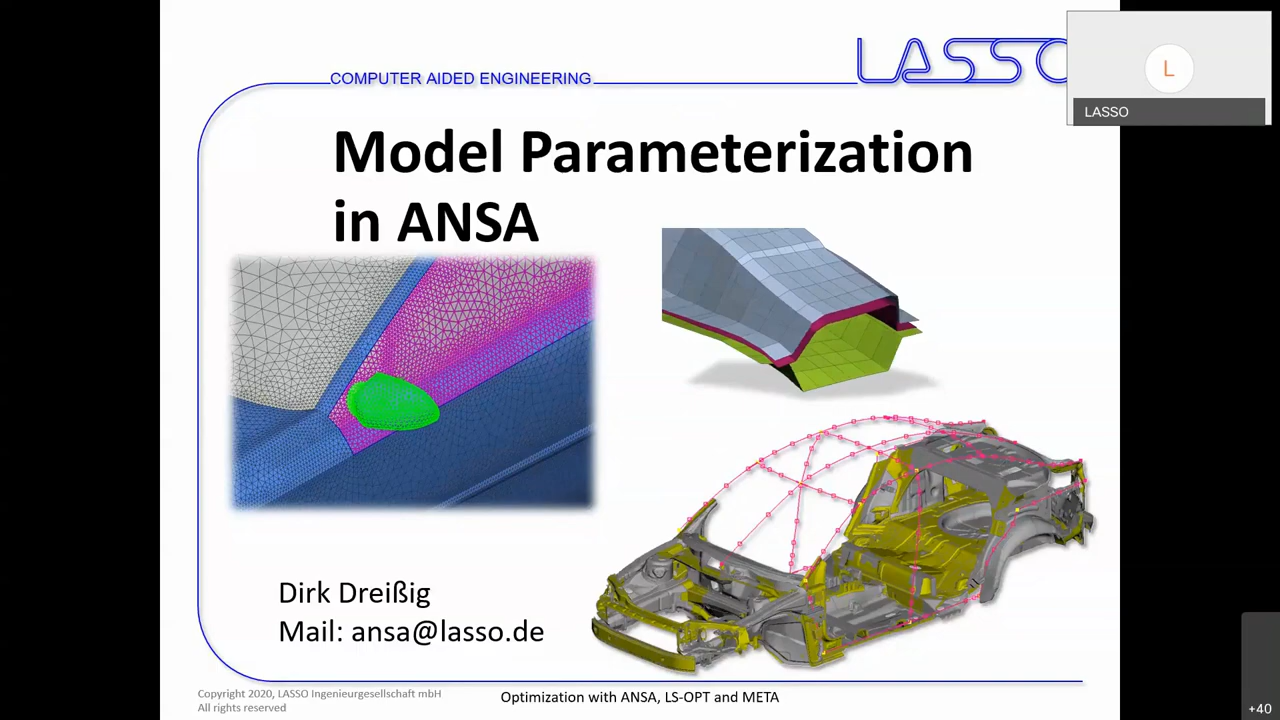 LASSO
COMPUTER AIDED ENGINEERING
L
LASSO
Model Parameterization
in ANSA
Dirk Dreißig
Mail: ansa@lasso.de
Copyright 2020, LASSO Ingenieurgesellschaft mbH
All rights reserved
Optimization with ANSA, LS-OPT and META
+40